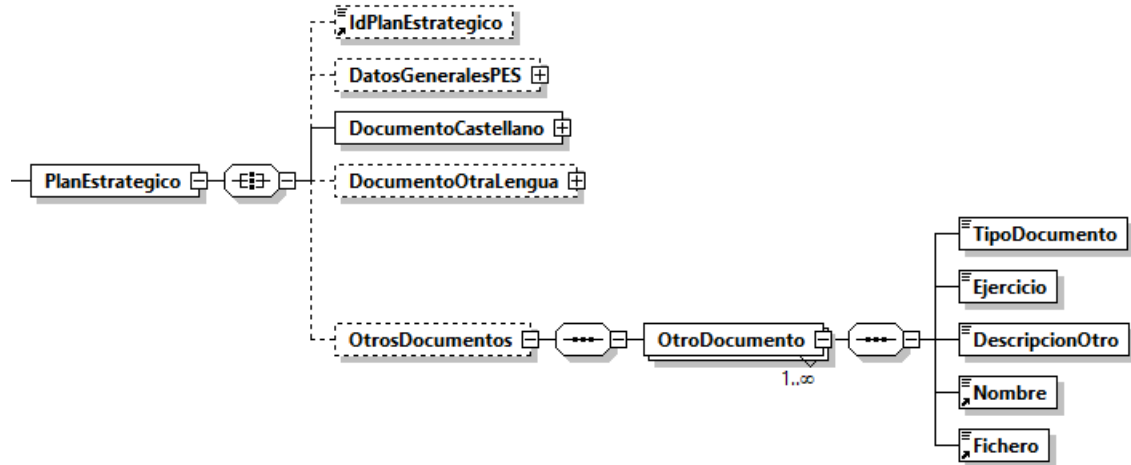 IdPlanEstrategico
DatosGeneralesPES
DocumentoCastellano
PlanEstrategico
DocumentoOtraLengua
TipoDocumento
Ejercicio
OtrosDocumentos
OtroDocumento
DescripcionOtro
1..∞
Nombre
Fichero